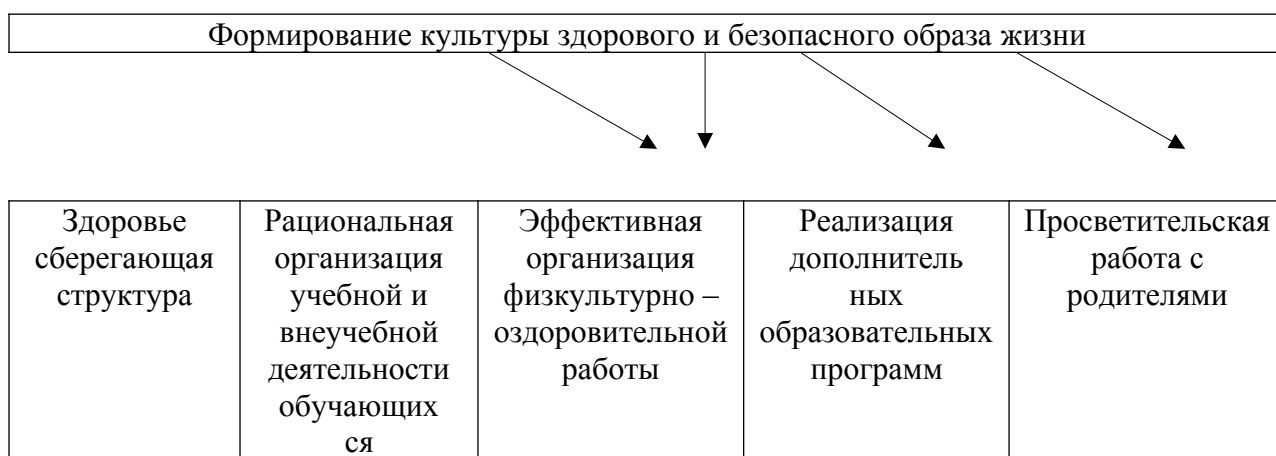 Формирование культуры здорового и безопасного образа жизни
Здоровье
сберегающая
структура
Рациональная
организация
учебной и
внеучебной
деятельности
обучающих
ся
Эффективная
организация
физкультурно –
оздоровительной
работы
Реализация
дополнитель
ных
образовательных
программ
Просветительская
работа с
родителями